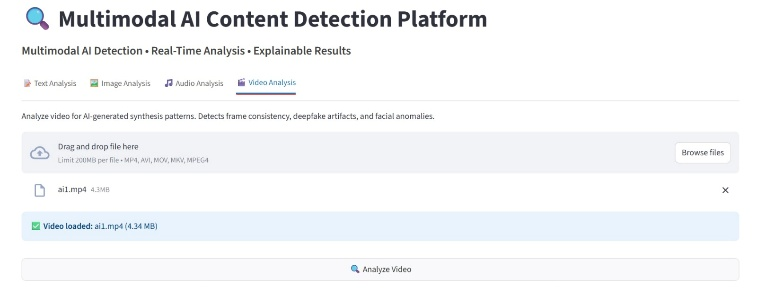 Multimodal AI Content Detection Platform
Multimodal AI Detection • Real-Time Analysis • Explainable Results
Text Analysis Image Analysis Audio Analysis Video Analysis
Analyze video for AI-generated synthesis patterns. Detects frame consistency, deepfake artifacts, and facial anomalies.
Drag and drop file here
Limit 200MB per file • MP4, AVI, MOV, MKV, MPEG4
Browse files
ai1.mp4 4.3MB
Video loaded: ai1.mp4 (4.34 MB)
Analyze Video